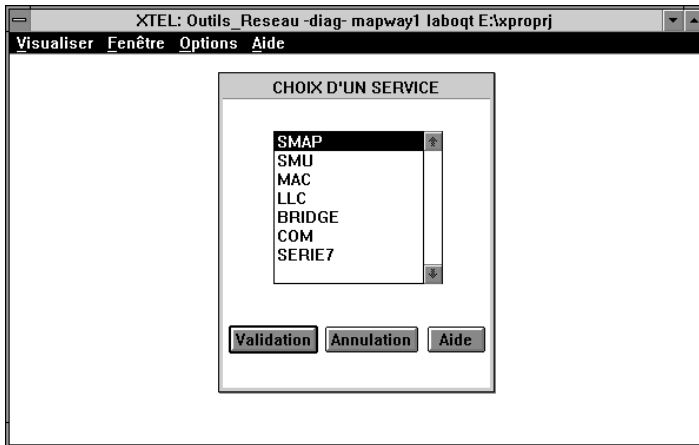 XTEL: Outils_Reseau -diag- mapway1 laboqt E:\xproprj
Visualiser Fenêtre Options Aide
CHOIX D'UN SERVICE
SMAP
SMU
MAC
LLC
BRIDGE
COM
SERIE7
Validation Annulation Aide